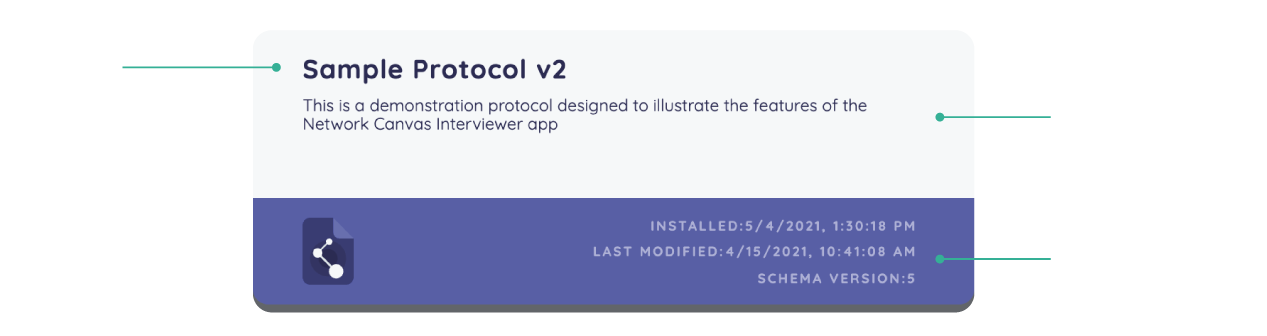 Sample Protocol v2
This is a demonstration protocol designed to illustrate the features of the
Network Canvas Interviewer app
INSTALLED:5/4/2021, 1:30:18 PM
LAST MODIFIED:4/15/2021, 10:41:08 AM
SCHEMA VERSION:5